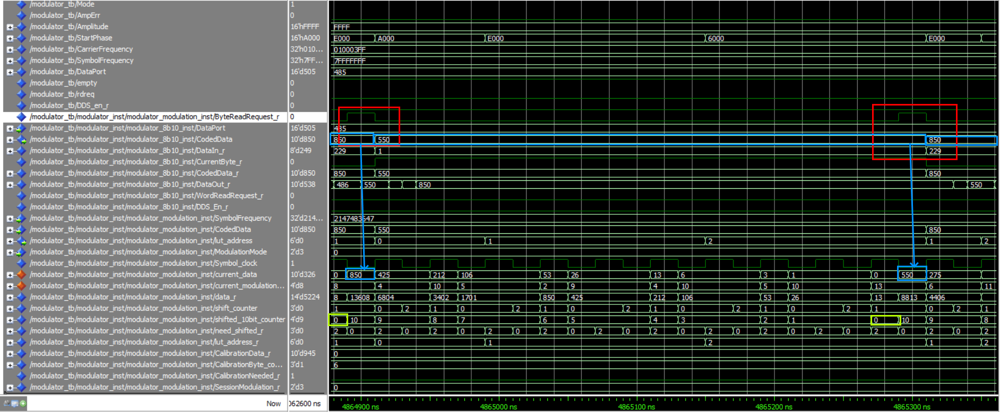 /modulator_tb/Mode 1
/modulator_tb/AmpErr 0
/modulator_tb/Amplitude 16'hFFFF FFFF
/modulator_tb/StartPhase 16'hA000 E000 A000 E000 6000 E000
/modulator_tb/CarrierFrequency 32'h010... 010003FF
/modulator_tb/SymbolFrequency 32'h7FF... 7FFFFFFF
/modulator_tb/DataPort 16'd505 485
/modulator_tb/empty 0
/modulator_tb/rdreq 0
/modulator_tb/DDS_en_r 0
/modulator_tb/modulator_inst/modulator_modulation_inst/ByteReadRequest_r 0
/modulator_tb/modulator_inst/modulator_8b10_inst/DataPort 16'd505 485
/modulator_tb/modulator_inst/modulator_8b10_inst/CodedData 10'd850 850 550 850
/modulator_tb/modulator_inst/modulator_8b10_inst/DataIn_r 8'd249 229 1 229
/modulator_tb/modulator_inst/modulator_8b10_inst/CurrentByte_r 0
/modulator_tb/modulator_inst/modulator_8b10_inst/CodedData_r 10'd850 850 550 850
/modulator_tb/modulator_inst/modulator_8b10_inst/DataOut_r 10'd538 486 550 850 550
/modulator_tb/modulator_inst/modulator_8b10_inst/WordReadRequest_r 0
/modulator_tb/modulator_inst/modulator_8b10_inst/DDS_En_r 0
/modulator_tb/modulator_inst/modulator_modulation_inst/SymbolFrequency 32'd214... 2147483647
/modulator_tb/modulator_inst/modulator_modulation_inst/CodedData 10'd850 850 550 850
/modulator_tb/modulator_inst/modulator_modulation_inst/lut_address 6'd0 1 0 1 2 1 2
/modulator_tb/modulator_inst/modulator_modulation_inst/ModulationMode 2'd3 0
/modulator_tb/modulator_inst/modulator_modulation_inst/Symbol_clock 1
/modulator_tb/modulator_inst/modulator_modulation_inst/current_data 10'd326 0 850 425 212 106 53 26 13 6 3 1 0 550 275
/modulator_tb/modulator_inst/modulator_modulation_inst/current_modulation... 4'd8 8 4 10 5 2 9 4 10 5 10 13 6 11
/modulator_tb/modulator_inst/modulator_modulation_inst/data_r 14'd5224 8 13608 6804 3402 1701 850 425 212 106 53 26 13 8813 4406
/modulator_tb/modulator_inst/modulator_modulation_inst/shift_counter 3'd0 1 0 2 1 0 2 1 0 2 1 0 2 1 0 2 1 0 2 1
/modulator_tb/modulator_inst/modulator_modulation_inst/shifted_10bit_counter 4'd9 0 10 9 8 7 6 5 4 3 2 1 0 10 9 8
/modulator_tb/modulator_inst/modulator_modulation_inst/need_shifted_r 3'd0 2 0 2 0 2 0 2 0 2 0 2 0 2 0 2 0 2 0 2 0 2 0 2 0 2
/modulator_tb/modulator_inst/modulator_modulation_inst/lut_address_r 6'd0 1 0 1 2 1 2
/modulator_tb/modulator_inst/modulator_modulation_inst/CalibrationData_r 10'd945 0
/modulator_tb/modulator_inst/modulator_modulation_inst/CalibrationByte_co... 3'd1 6
/modulator_tb/modulator_inst/modulator_modulation_inst/CalibrationNeeded_r 1
/modulator_tb/modulator_inst/modulator_modulation_inst/SessionModulation_r 2'd3 0
Now 062600 ns 4864900 ns 4865000 ns 4865100 ns 4865200 ns 4865300 ns